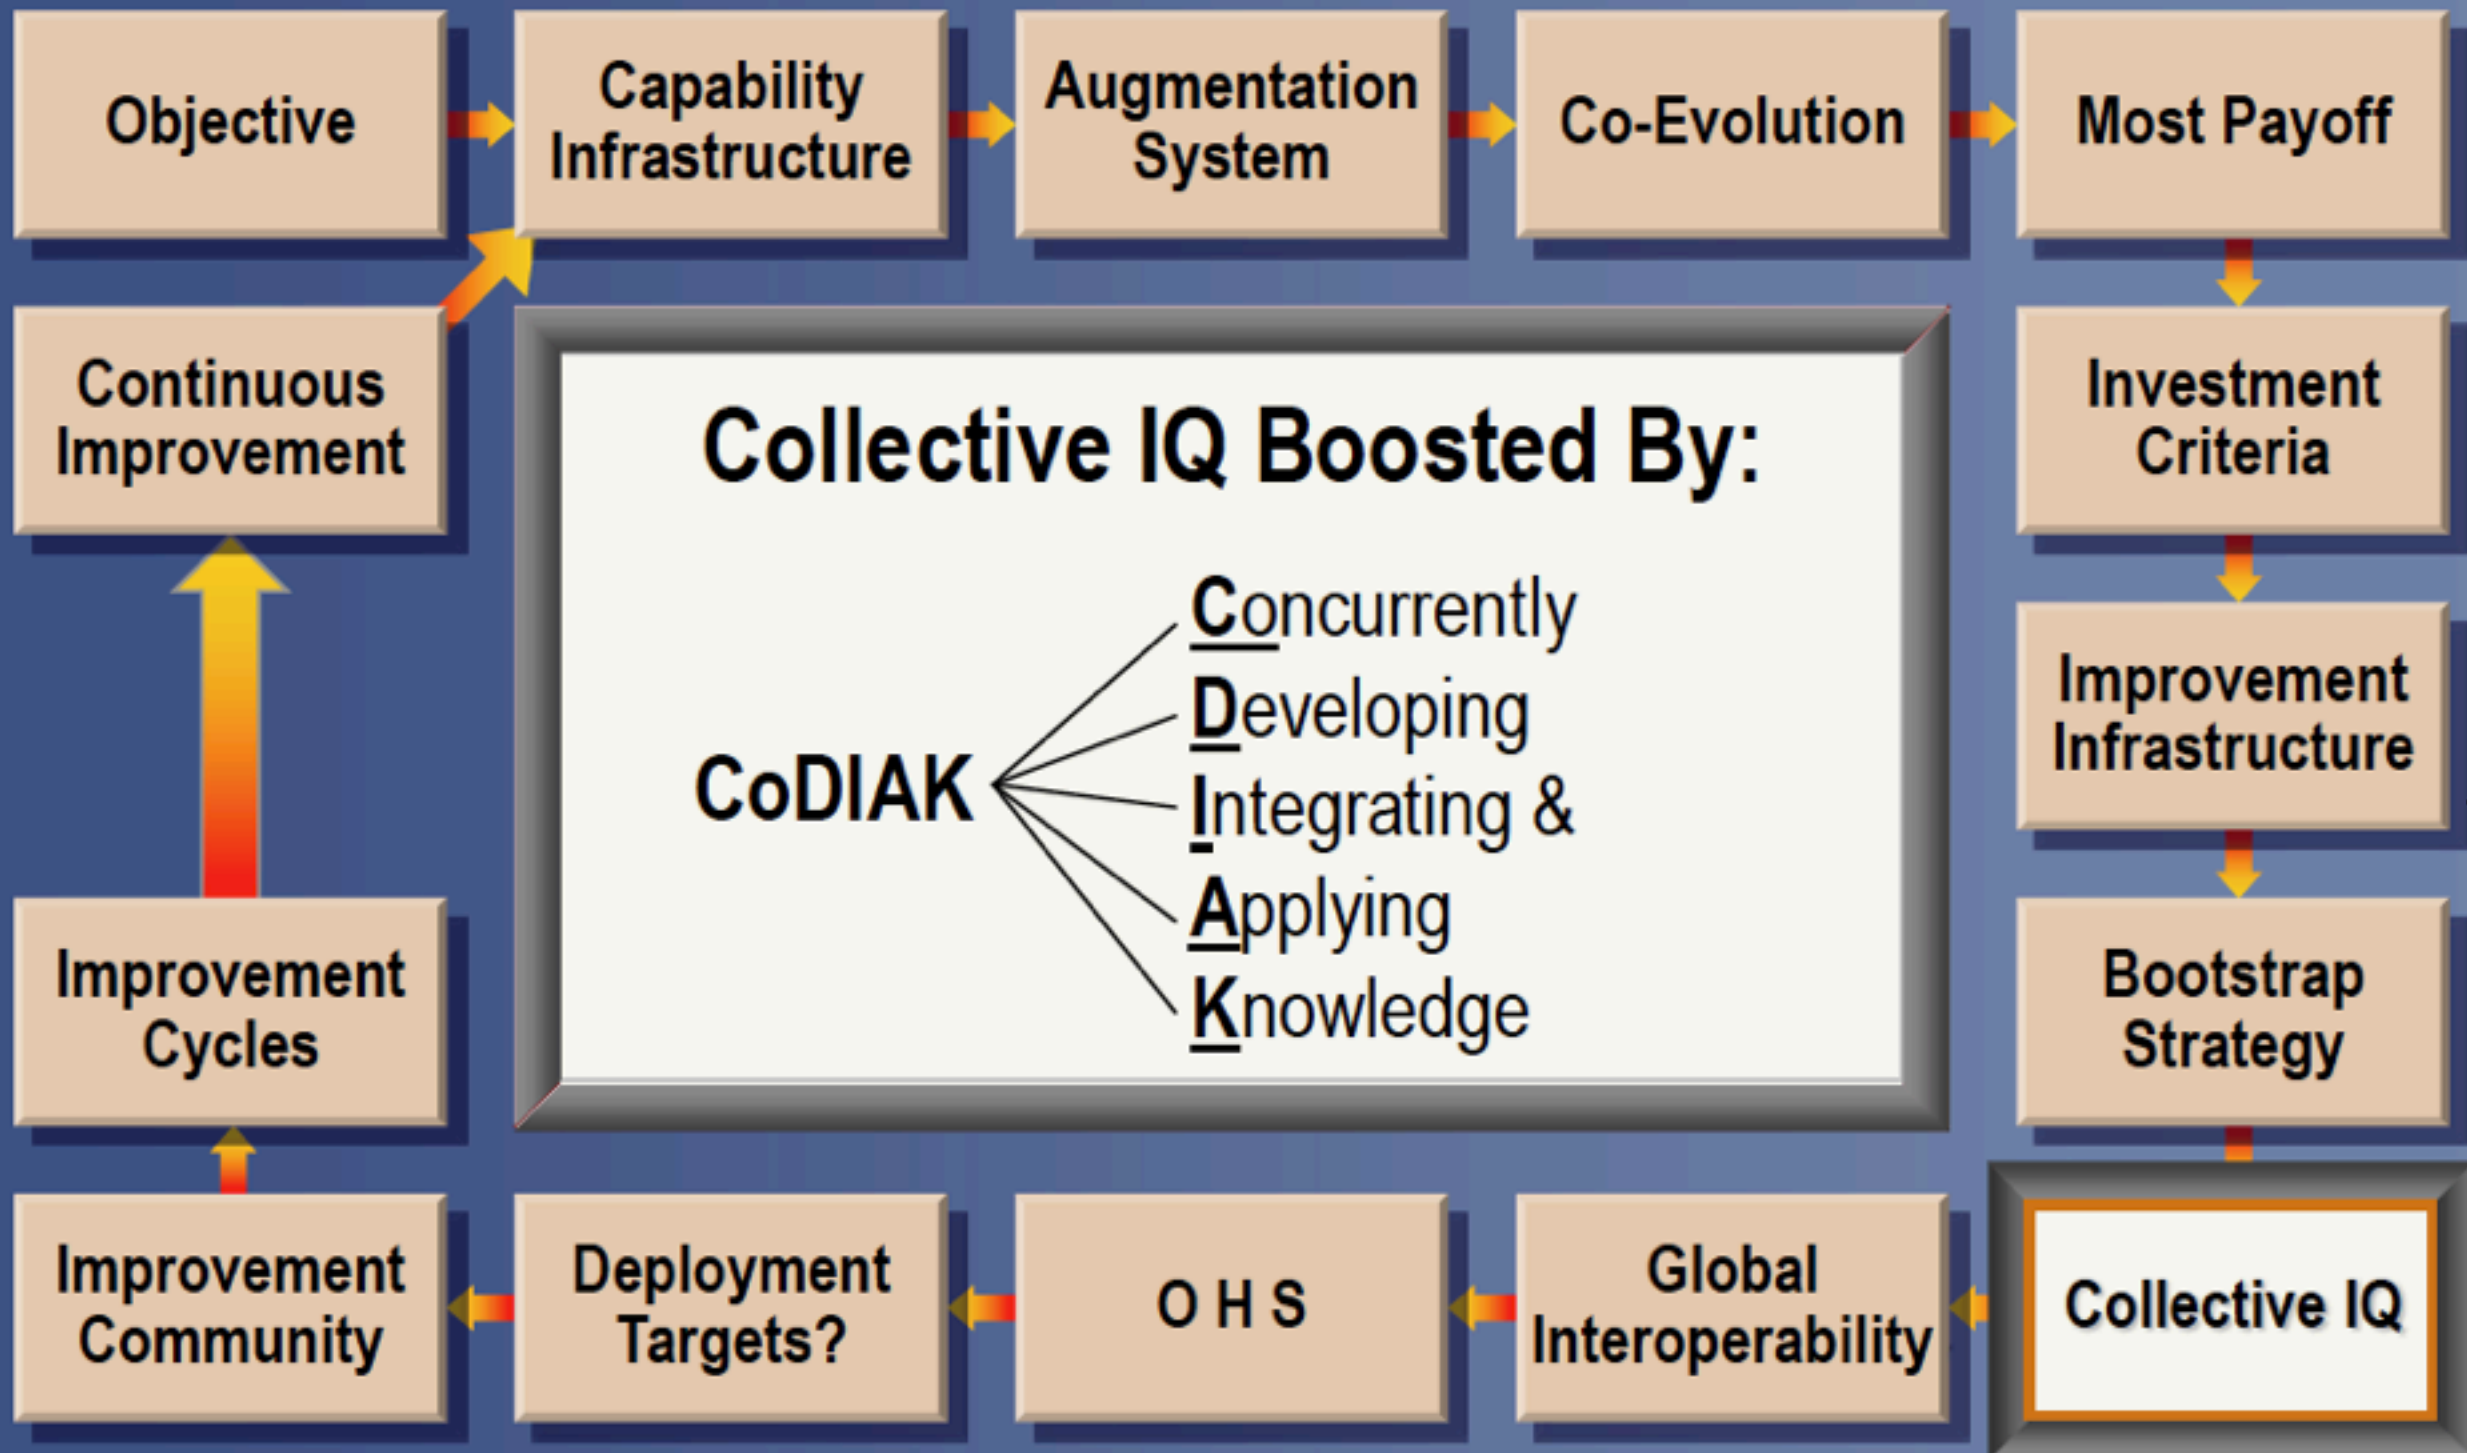 Objective
Capability
Infrastructure
Augmentation
System
Co-Evolution
Most Payoff
Continuous
Improvement
Collective IQ Boosted By:
CoDIAK
Concurrently
Developing
Integrating &
Applying
Knowledge
Investment
Criteria
Improvement
Infrastructure
Improvement
Cycles
Bootstrap
Strategy
Improvement
Community
Deployment
Targets?
O H S
Global
Interoperability
Collective IQ